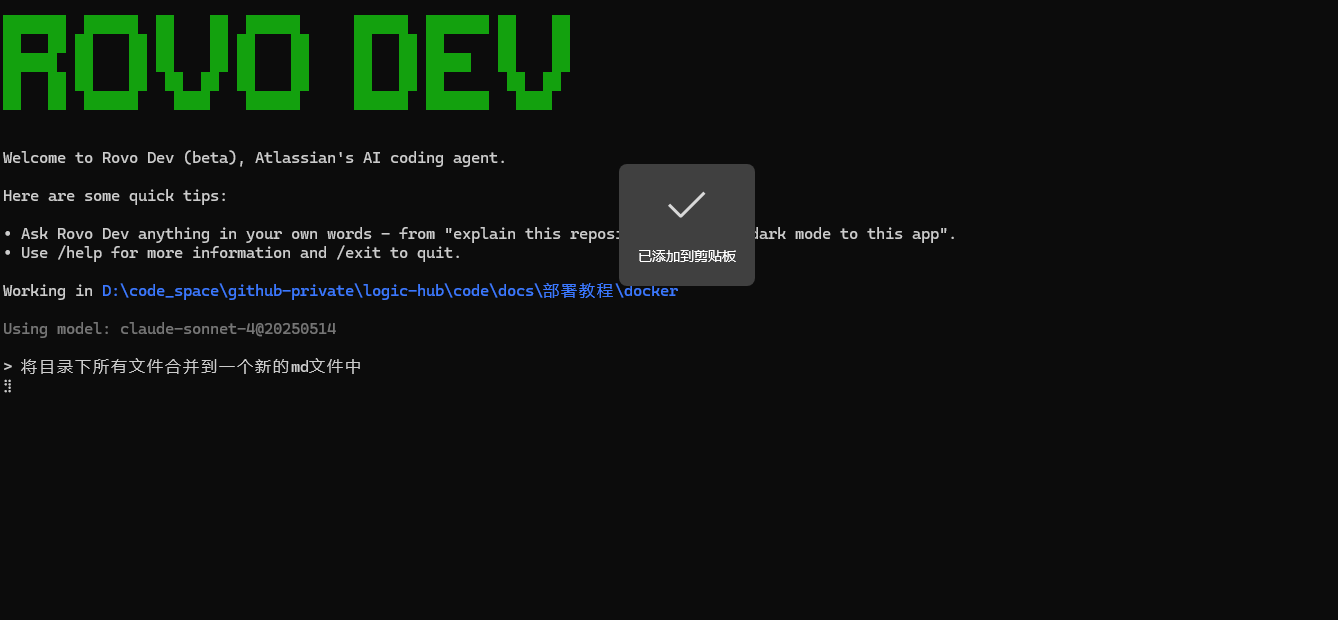 ROVO DEV
Welcome to Rovo Dev (beta), Atlassian's AI coding agent.
Here are some quick tips:
• Ask Rovo Dev anything in your own words - from "explain this reposi dark mode to this app".
已添加到剪贴板
• Use /help for more information and /exit to quit.
Working in D:\code_space\github-private\logic-hub\code\docs\部署教程\docker
Using model: claude-sonnet-4@20250514
> 将目录下所有文件合并到一个新的md文件中